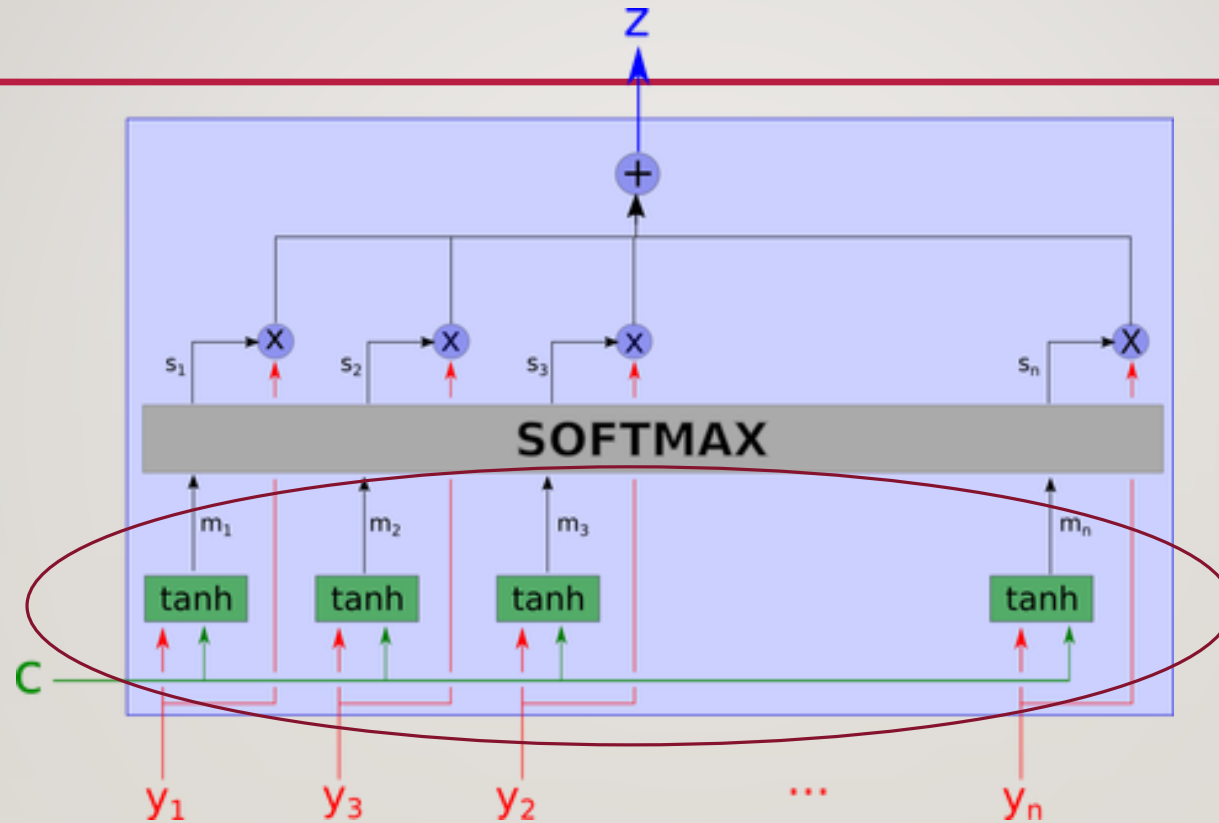 Z
+
X X X X
s₁ s₂ s₃ sₙ
SOFTMAX
m₁ m₂ m₃ mₙ
tanh tanh tanh tanh
C
y₁ y₃ y₂ ... yₙ